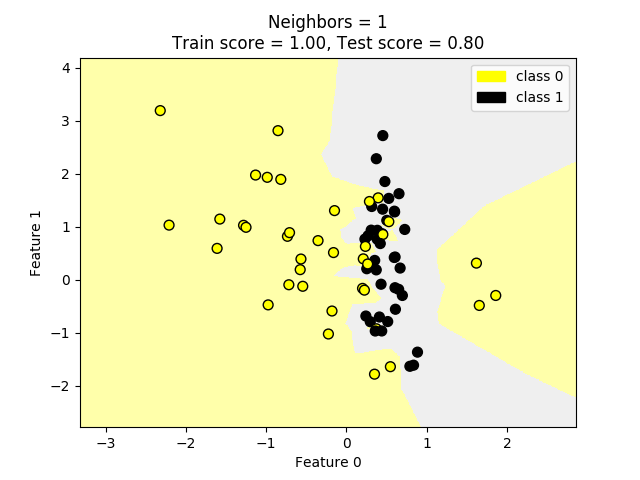 Neighbors = 1
Train score = 1.00, Test score = 0.80
class 0
class 1
4
3
2
1
0
−1
−2
Feature 1
−3
−2
−1
0
1
2
Feature 0